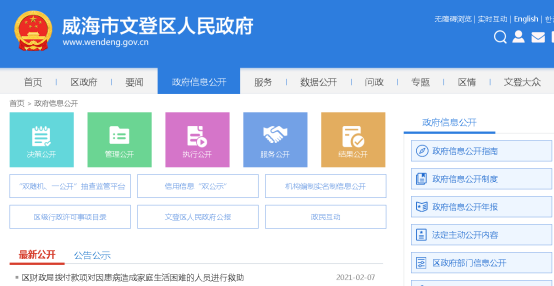 无障碍浏览 | 实时互动 | English | 한
威海市文登区人民政府
www.wendeng.gov.cn
首页 区政府 要闻 政府信息公开 服务 数据公开 问政 专题 区情 文登大众
首页 > 政府信息公开
决策公开 管理公开 执行公开 服务公开 结果公开
"双随机、一公开"抽查监管平台 信用信息"双公示" 机构编制实名制信息公开
区级行政许可事项目录 文登区人民政府公报 政民互动
最新公开 公告公示
区财政局拨付款项对因患病造成家庭生活困难的人员进行救助 2021-02-07
政府信息公开
政府信息公开指南
政府信息公开制度
政府信息公开年报
法定主动公开内容
区政府部门信息公开